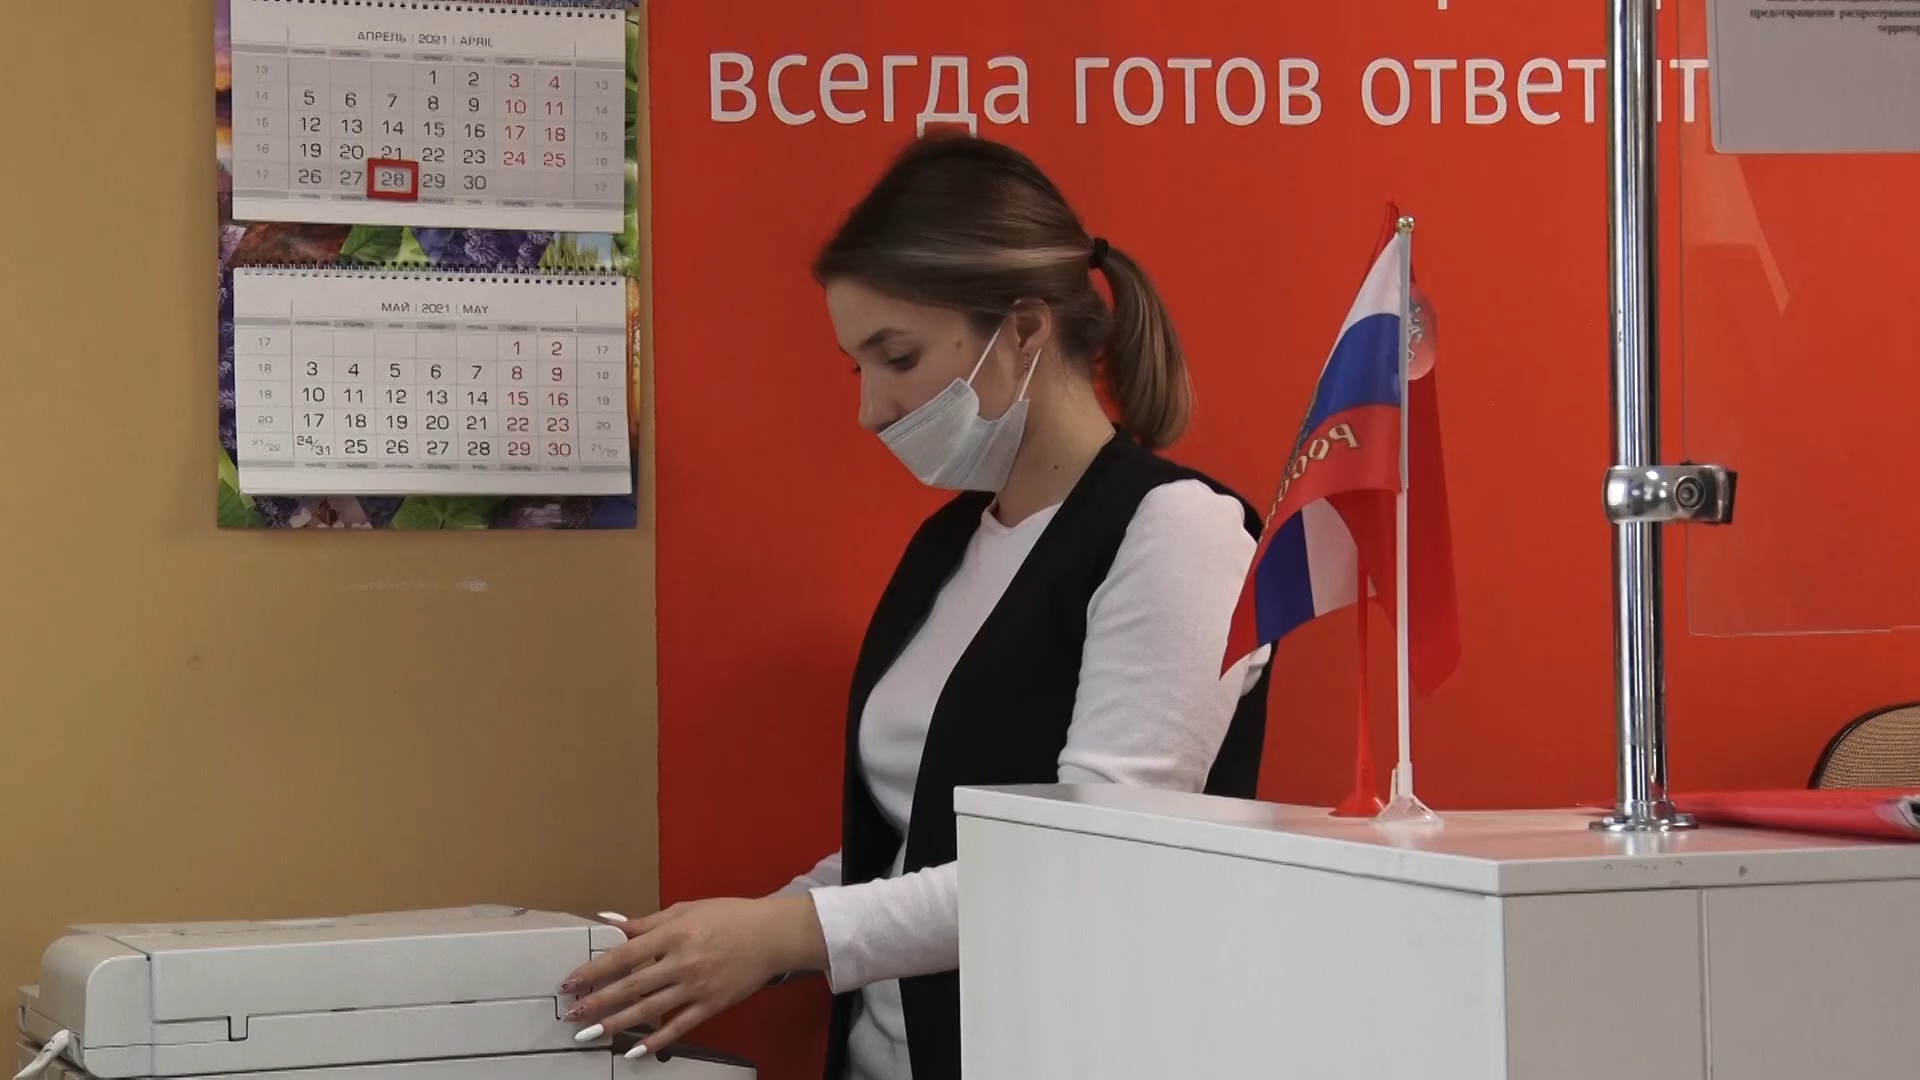 АПРЕЛЬ | 2021 | APRIL
13 1 2 3 4 13
14 5 6 7 8 9 10 11 14
15 12 13 14 15 16 17 18 15
16 19 20 21 22 23 24 25 16
17 26 27 28 29 30 17
МАЙ | 2021 | MAY
17 1 2 17
18 3 4 5 6 7 8 9 18
19 10 11 12 13 14 15 16 19
20 17 18 19 20 21 22 23 20
21/22 24/31 25 26 27 28 29 30 21/22
всегда готов ответит
предотвращения распространения
РОССИЯ